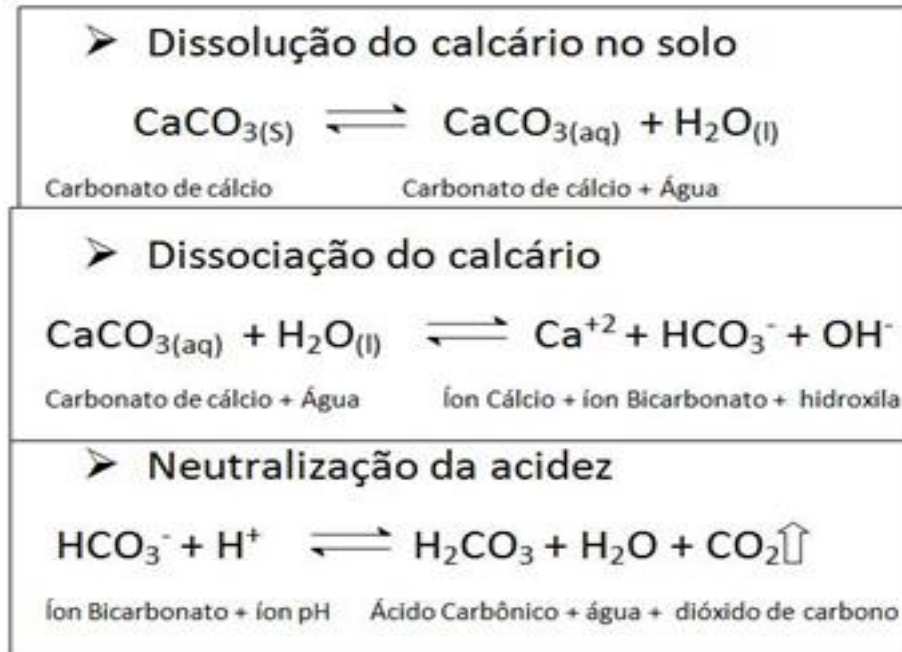 ➢ Dissolução do calcário no solo
CaCO₃₍S₎ ⇌ CaCO₃₍aq₎ + H₂O₍l₎
Carbonato de cálcio Carbonato de cálcio + Água
➢ Dissociação do calcário
CaCO₃₍aq₎ + H₂O₍l₎ ⇌ Ca⁺² + HCO₃⁻ + OH⁻
Carbonato de cálcio + Água Íon Cálcio + íon Bicarbonato + hidroxila
➢ Neutralização da acidez
HCO₃⁻ + H⁺ ⇌ H₂CO₃ + H₂O + CO₂⇧
Íon Bicarbonato + íon pH Ácido Carbônico + água + dióxido de carbono